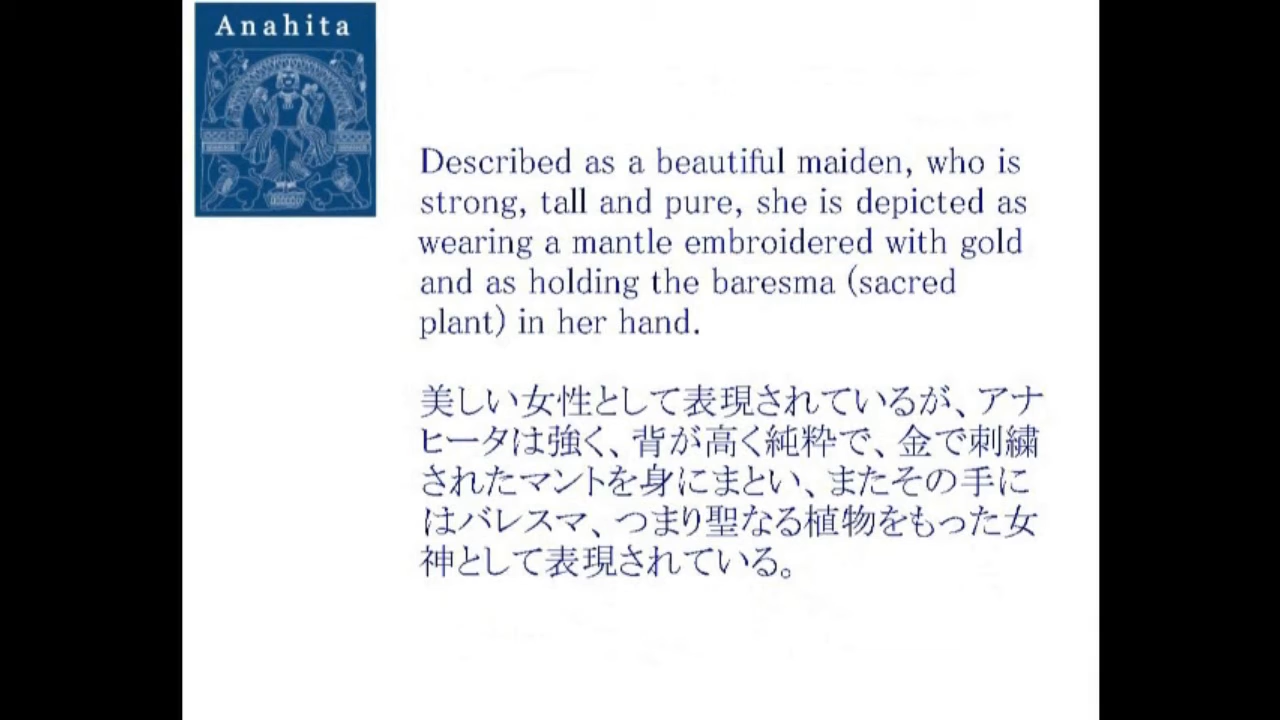 Anahita
Described as a beautiful maiden, who is
strong, tall and pure, she is depicted as
wearing a mantle embroidered with gold
and as holding the baresma (sacred
plant) in her hand.
美しい女性として表現されているが、アナ
ヒータは強く、背が高く純粋で、金で刺繍
されたマントを身にまとい、またその手に
はバレスマ、つまり聖なる植物をもった女
神として表現されている。